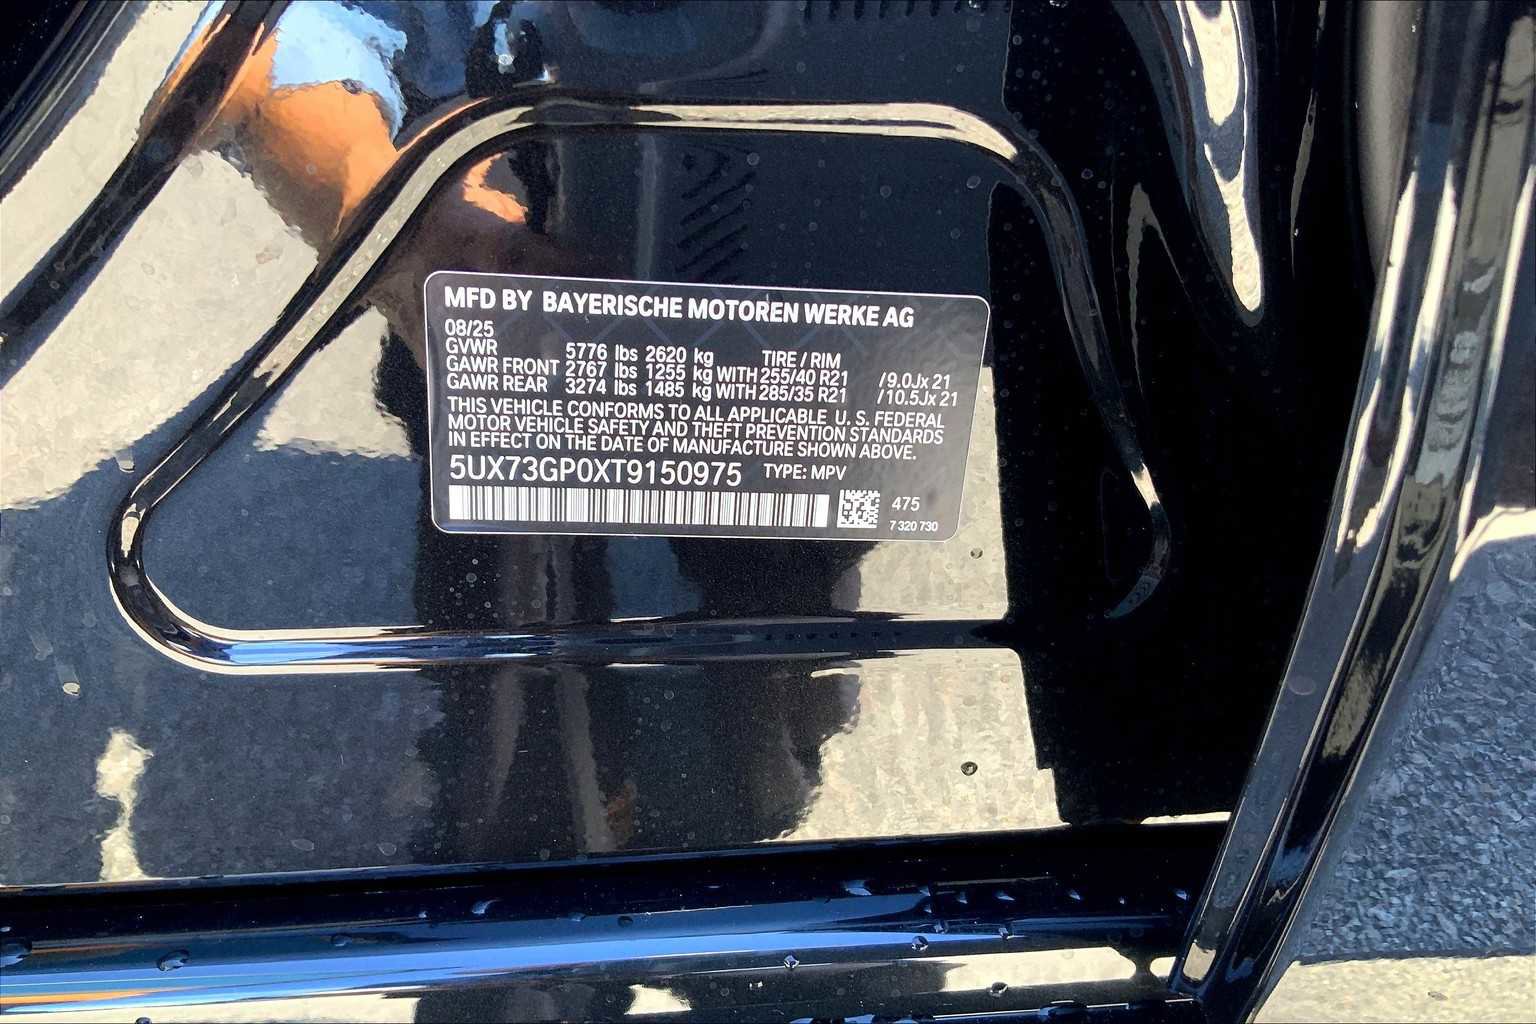 MFD BY BAYERISCHE MOTOREN WERKE AG
08/25
GVWR 5776 lbs 2620 kg TIRE / RIM
GAWR FRONT 2767 lbs 1255 kg WITH 255/40 R21 /9.0Jx 21
GAWR REAR 3274 lbs 1485 kg WITH 285/35 R21 /10.5Jx 21
THIS VEHICLE CONFORMS TO ALL APPLICABLE U. S. FEDERAL
MOTOR VEHICLE SAFETY AND THEFT PREVENTION STANDARDS
IN EFFECT ON THE DATE OF MANUFACTURE SHOWN ABOVE.
5UX73GP0XT9150975 TYPE: MPV
475
7 320 730